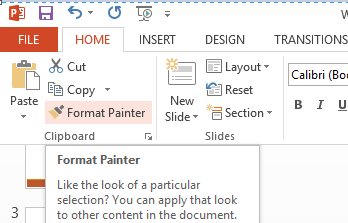 W
FILE HOME INSERT DESIGN TRANSITIONS
Cut
Copy
Format Painter
Paste
Clipboard
New
Slide
Layout
Reset
Section
Slides
Calibri (Bo
B I
Format Painter
Like the look of a particular
selection? You can apply that look
to other content in the document.
3